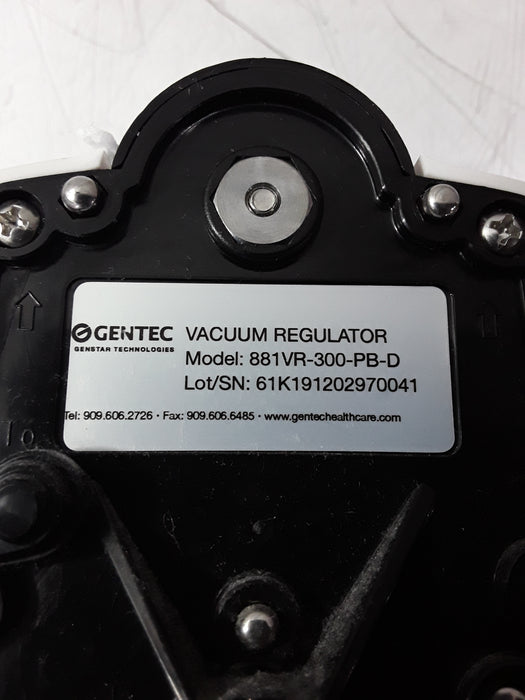 GENTEC
GENSTAR TECHNOLOGIES
VACUUM REGULATOR
Model: 881VR-300-PB-D
Lot/SN: 61K191202970041
Tel: 909.606.2726 · Fax: 909.606.6485 · www.gentechealthcare.com
To